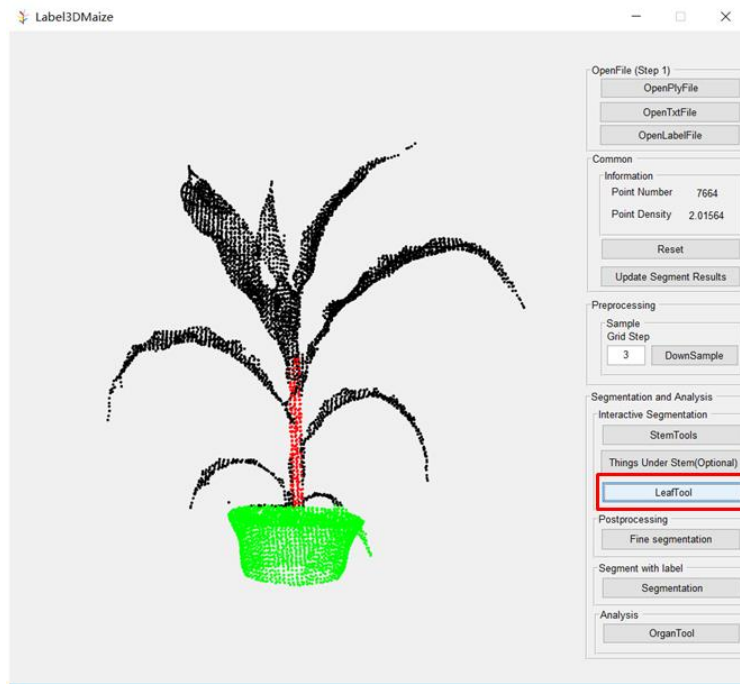 Label3DMaize
OpenFile (Step 1)
OpenPlyFile
OpenTxtFile
OpenLabelFile
Common
Information
Point Number 7664
Point Density 2.01564
Reset
Update Segment Results
Preprocessing
Sample
Grid Step
3 DownSample
Segmentation and Analysis
Interactive Segmentation
StemTools
Things Under Stem(Optional)
LeafTool
Postprocessing
Fine segmentation
Segment with label
Segmentation
Analysis
OrganTool